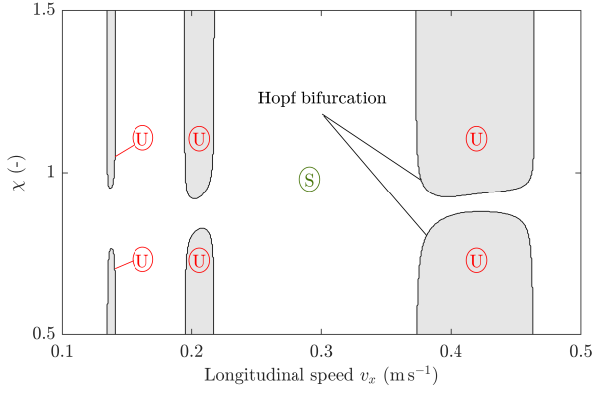 1.5
Hopf bifurcation
U
U
U
χ (-)
1
S
U
U
U
0.5
0.1
0.2
0.3
0.4
0.5
Longitudinal speed vₓ (m s⁻¹)